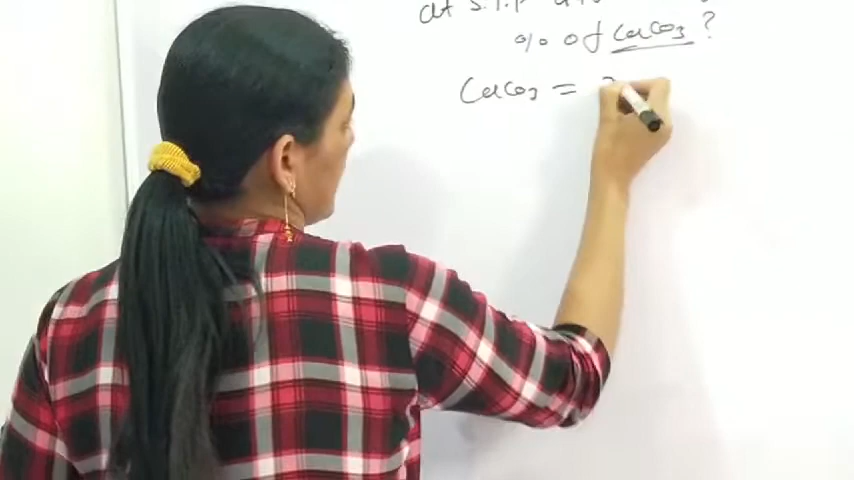 at S.T.P
% of CaCO3 ?
CaCO3 =